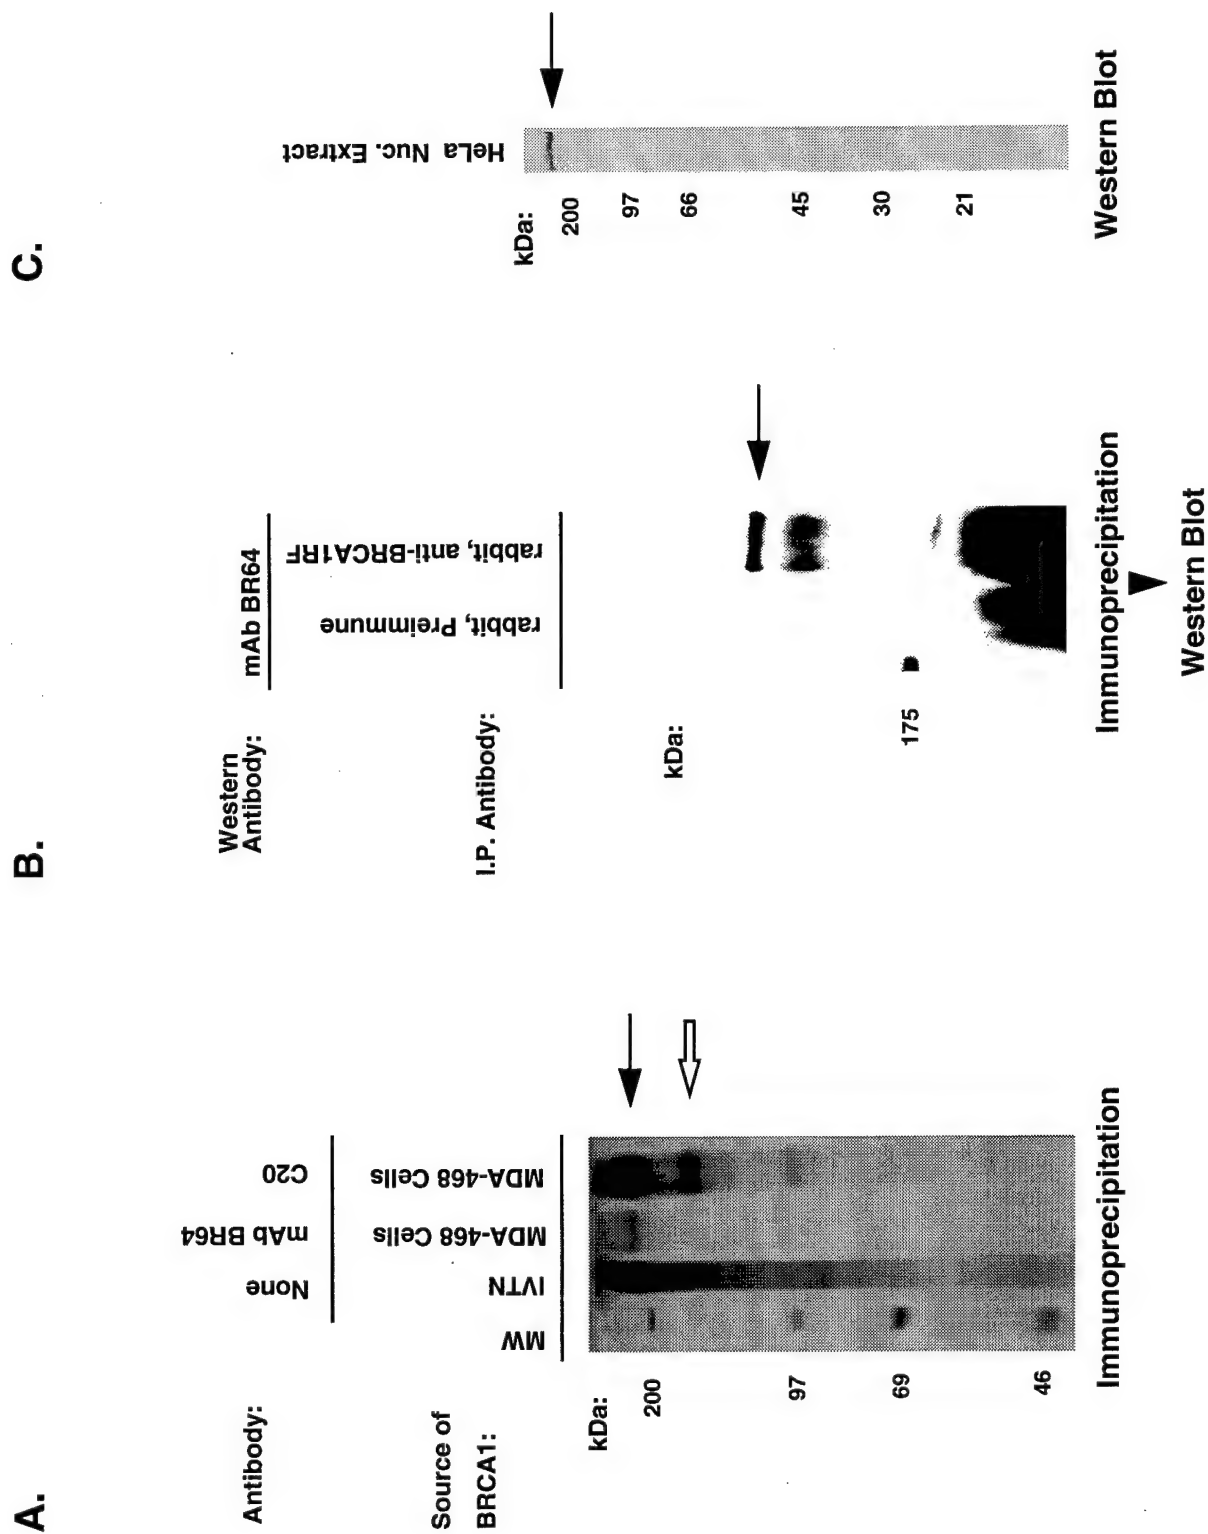 A.
Antibody:
None
mAb BR64
C20
Source of
BRCA1:
MW
IVTN
MDA-468 Cells
MDA-468 Cells
kDa:
200
97
69
46
Immunoprecipitation
B.
Western
Antibody:
mAb BR64
I.P. Antibody:
rabbit, Preimmune
rabbit, anti-BRCA1RF
kDa:
175
Immunoprecipitation
Western Blot
C.
HeLa Nuc. Extract
kDa:
200
97
66
45
30
21
Western Blot